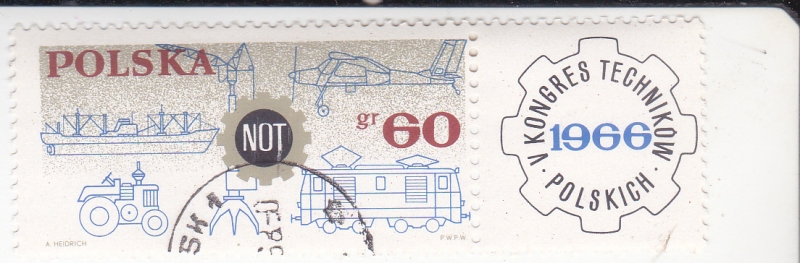 POLSKA
NOT
gr 60
A. HEIDRICH
P.W.P.W.
V KONGRES TECHNIKÓW
1966
· POLSKICH ·